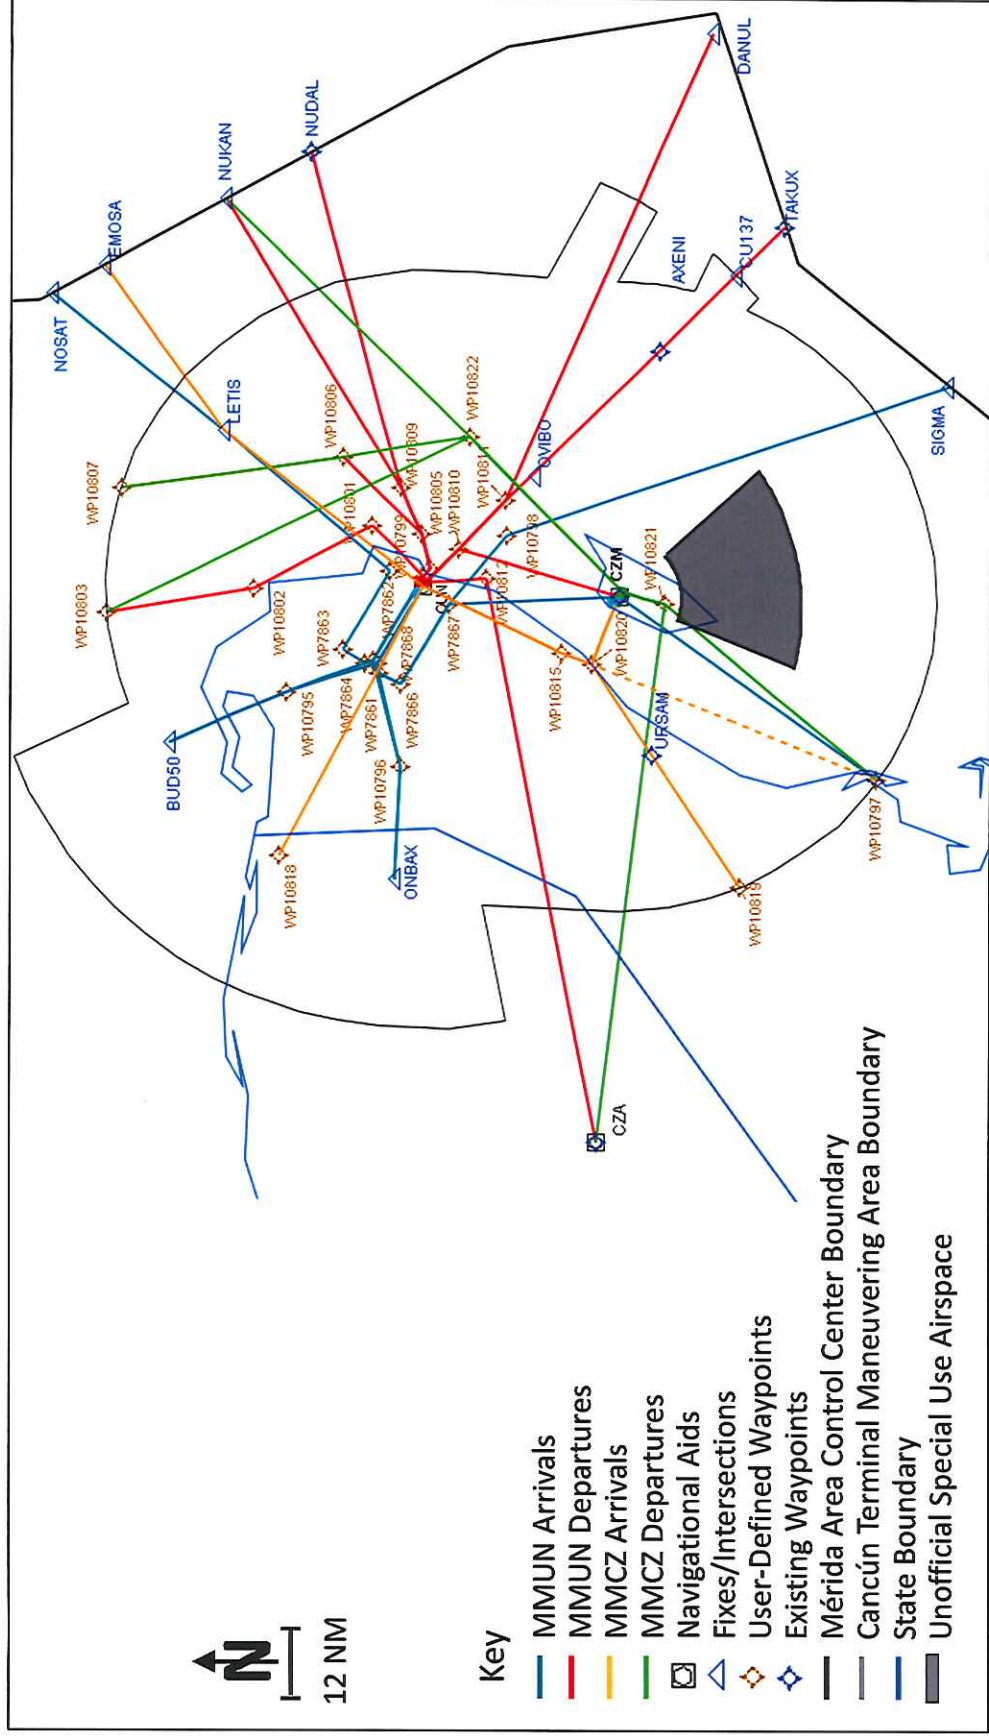 N
12 NM
Key
MMUN Arrivals
MMUN Departures
MMCZ Arrivals
MMCZ Departures
Navigational Aids
Fixes/Intersections
User-Defined Waypoints
Existing Waypoints
Mérida Area Control Center Boundary
Cancún Terminal Maneuvering Area Boundary
State Boundary
Unofficial Special Use Airspace
NOSAT
EMOSA
NUKAN
NUDAL
DANUL
TAKUX
CU137
AXENI
SIGMA
LETIS
OVIBO
BUD50
ONBAX
URSAM
CZA
CZM
CUN
WP10807
WP10803
WP10806
WP10809
WP10822
WP10801
WP10805
WP10810
WP10811
WP10802
WP10799
WP10798
WP7862
WP7863
WP10812
WP7867
WP7868
WP10795
WP7864
WP7861
WP7866
WP10796
WP10818
WP10815
WP10820
WP10821
WP10819
WP10797